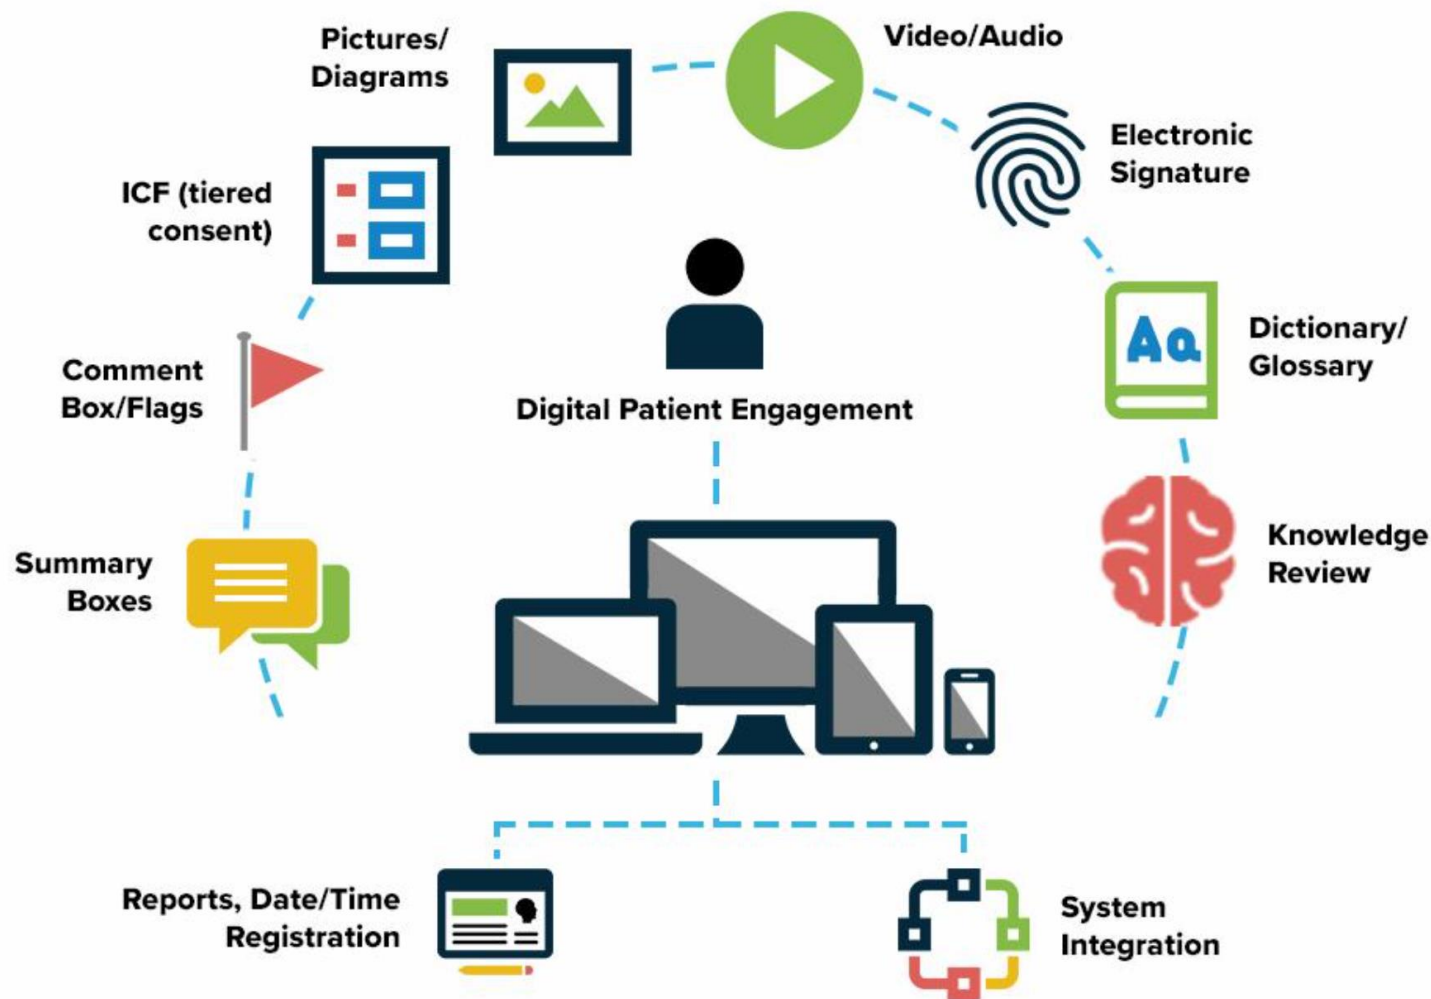 Pictures/
Diagrams
Video/Audio
Electronic
Signature
ICF (tiered
consent)
Dictionary/
Glossary
Aa
Comment
Box/Flags
Digital Patient Engagement
Knowledge
Review
Summary
Boxes
Reports, Date/Time
Registration
System
Integration